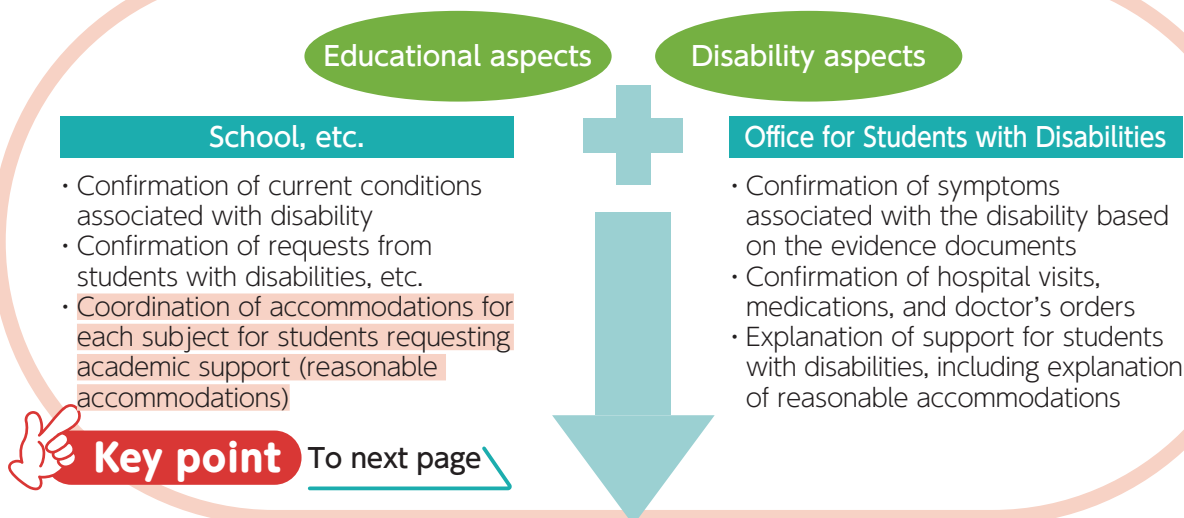 Educational aspects
Disability aspects
School, etc.
・Confirmation of current conditions
associated with disability
・Confirmation of requests from
students with disabilities, etc.
・Coordination of accommodations for
each subject for students requesting
academic support (reasonable
accommodations)
Key point
To next page
Office for Students with Disabilities
・Confirmation of symptoms
associated with the disability based
on the evidence documents
・Confirmation of hospital visits,
medications, and doctor’s orders
・Explanation of support for students
with disabilities, including explanation
of reasonable accommodations